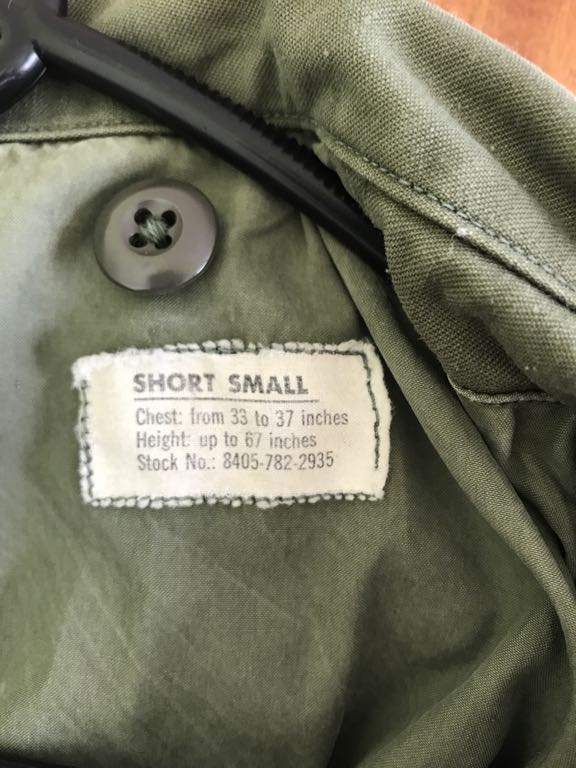 SHORT SMALL
Chest: from 33 to 37 inches
Height: up to 67 inches
Stock No.: 8405-782-2935